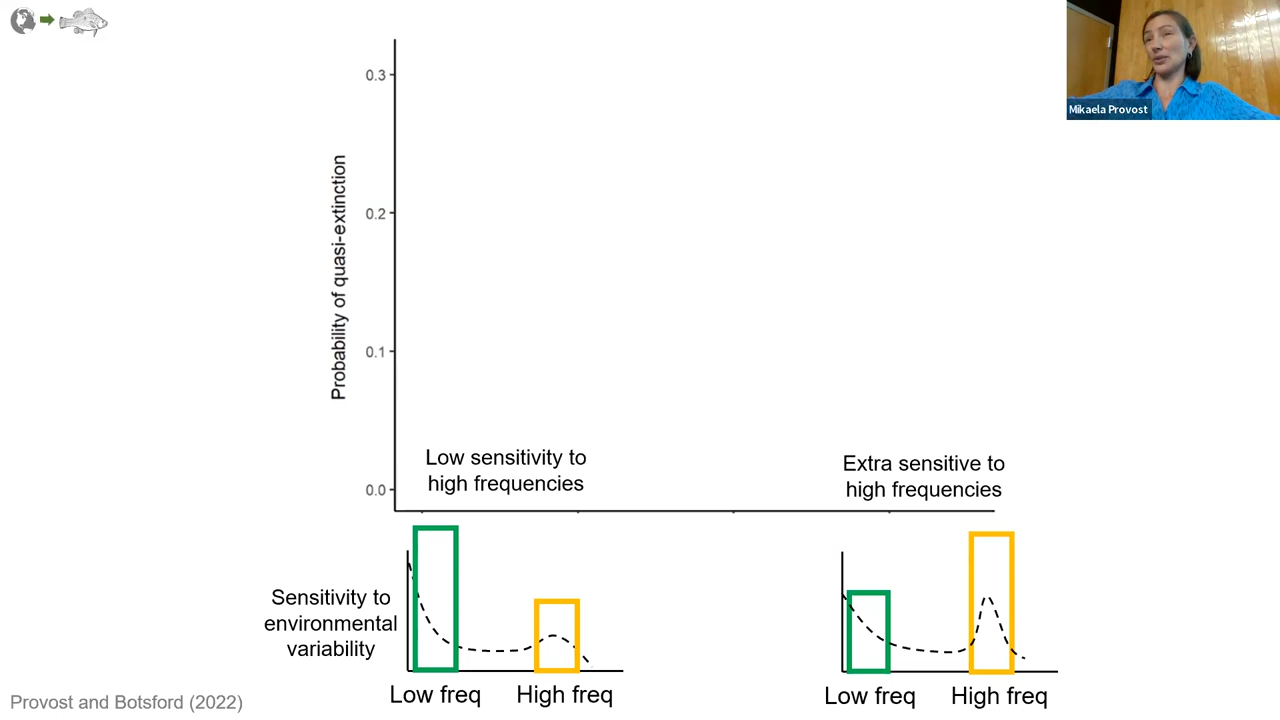 Mikaela Provost
0.3
0.2
0.1
0.0
Probability of quasi-extinction
Low sensitivity to
high frequencies
Extra sensitive to
high frequencies
Sensitivity to
environmental
variability
Low freq
High freq
Low freq
High freq
Provost and Botsford (2022)